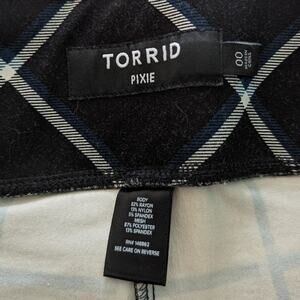 TORRID
PIXIE
00
BODY
82% RAYON
13% NYLON
5% SPANDEX
MESH
87% POLYESTER
13% SPANDEX
RN# 148982
SEE CARE ON REVERSE